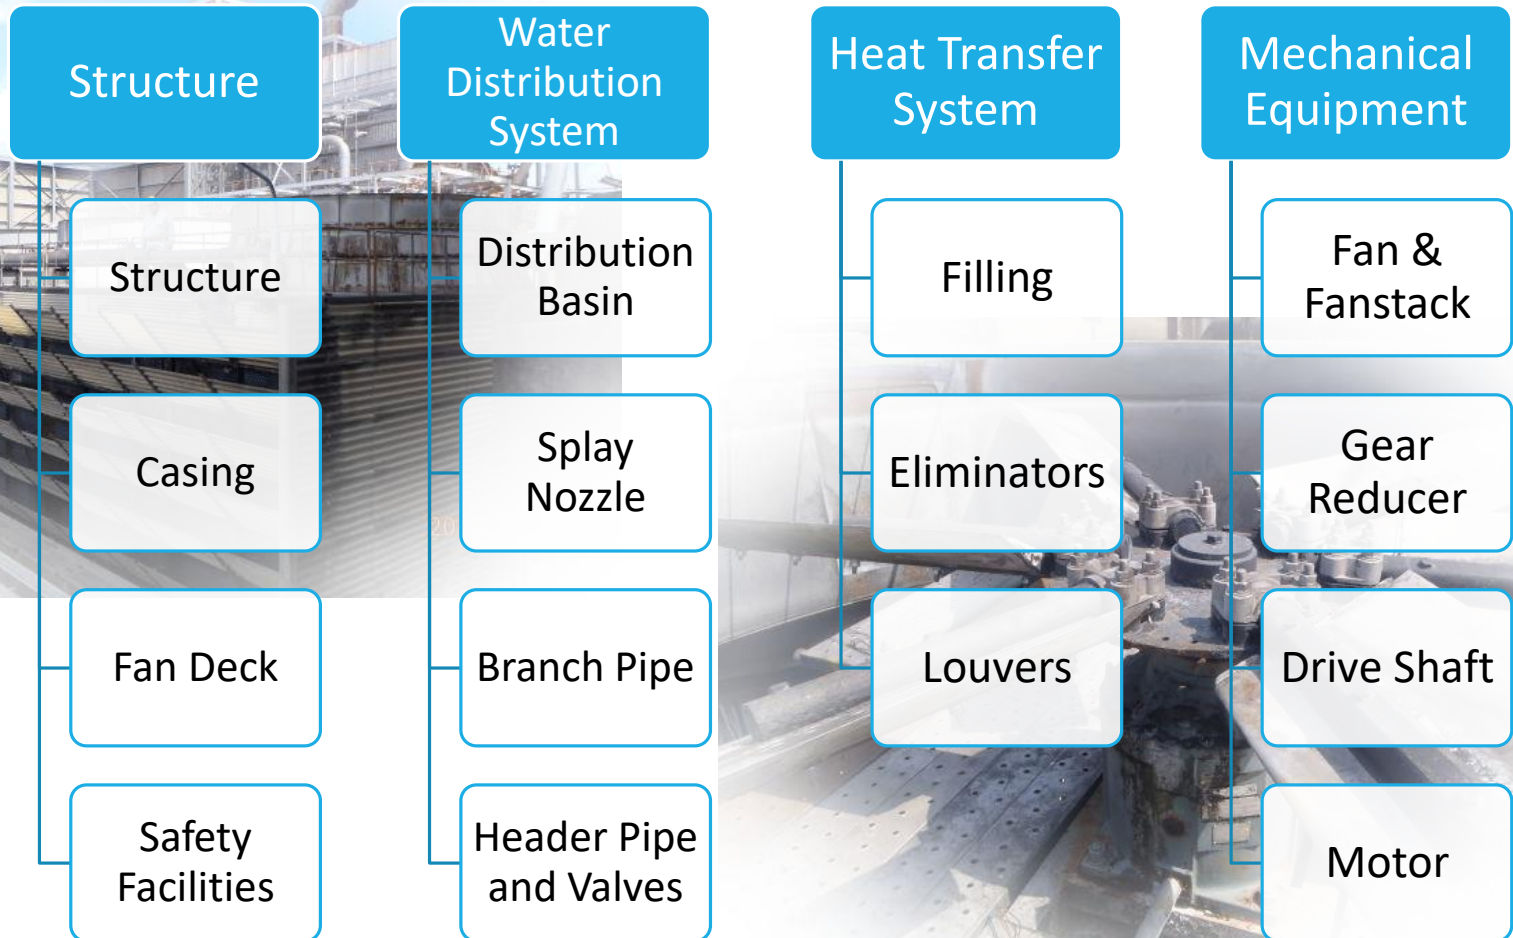 Structure
Structure
Casing
Fan Deck
Safety
Facilities
Water
Distribution
System
Distribution
Basin
Splay
Nozzle
Branch Pipe
Header Pipe
and Valves
Heat Transfer
System
Filling
Eliminators
Louvers
Mechanical
Equipment
Fan &
Fanstack
Gear
Reducer
Drive Shaft
Motor